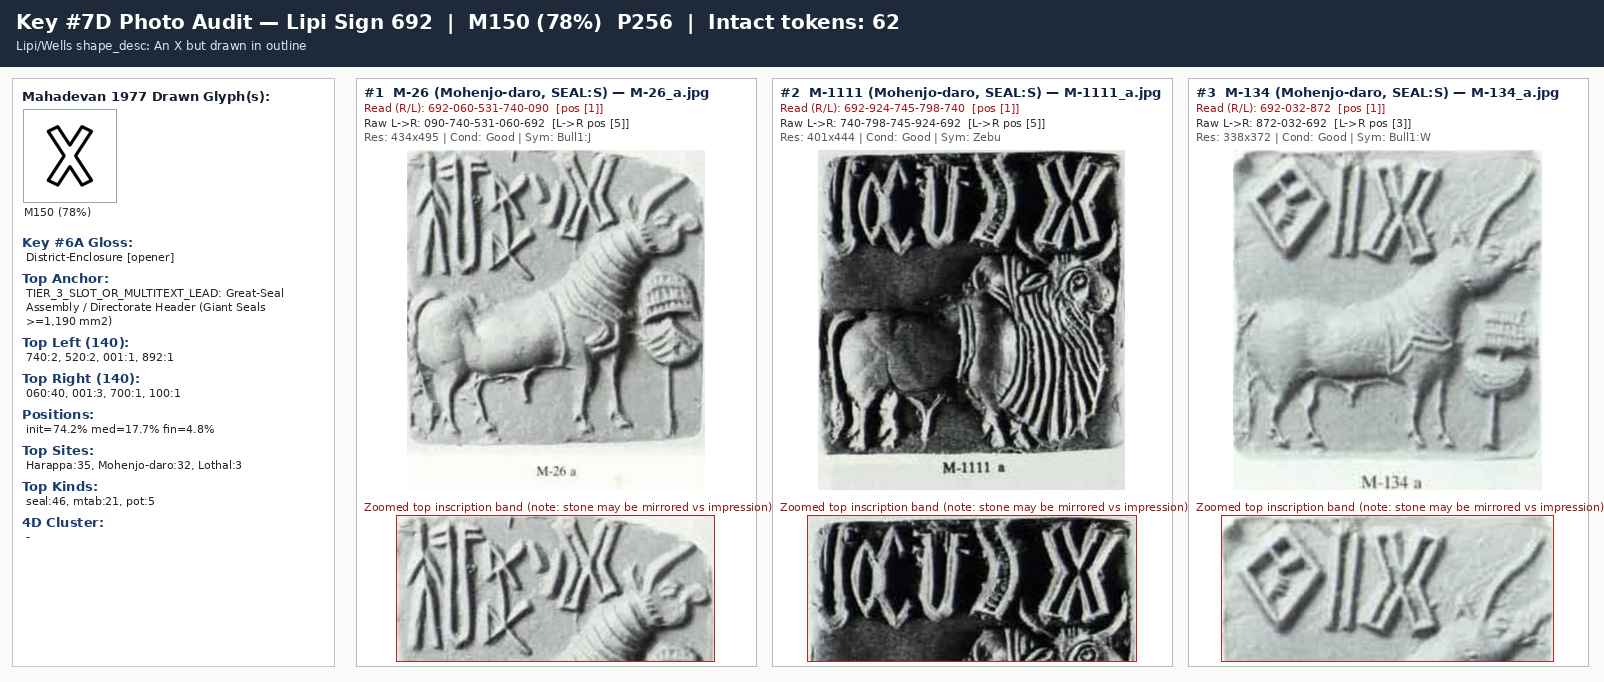 Key #7D Photo Audit — Lipi Sign 692 | M150 (78%) P256 | Intact tokens: 62
Lipi/Wells shape_desc: An X but drawn in outline
Mahadevan 1977 Drawn Glyph(s):
M150 (78%)
Key #6A Gloss:
District-Enclosure [opener]
Top Anchor:
TIER_3_SLOT_OR_MULTITEXT_LEAD: Great-Seal
Assembly / Directorate Header (Giant Seals
>=1,190 mm2)
Top Left (140):
740:2, 520:2, 001:1, 892:1
Top Right (140):
060:40, 001:3, 700:1, 100:1
Positions:
init=74.2% med=17.7% fin=4.8%
Top Sites:
Harappa:35, Mohenjo-daro:32, Lothal:3
Top Kinds:
seal:46, mtab:21, pot:5
4D Cluster:
-
#1 M-26 (Mohenjo-daro, SEAL:S) — M-26_a.jpg
Read (R/L): 692-060-531-740-090 [pos [1]]
Raw L->R: 090-740-531-060-692 [L->R pos [5]]
Res: 434x495 | Cond: Good | Sym: Bull1:J
M-26 a
Zoomed top inscription band (note: stone may be mirrored vs impression)
#2 M-1111 (Mohenjo-daro, SEAL:S) — M-1111_a.jpg
Read (R/L): 692-924-745-798-740 [pos [1]]
Raw L->R: 740-798-745-924-692 [L->R pos [5]]
Res: 401x444 | Cond: Good | Sym: Zebu
M-1111 a
Zoomed top inscription band (note: stone may be mirrored vs impression)
#3 M-134 (Mohenjo-daro, SEAL:S) — M-134_a.jpg
Read (R/L): 692-032-872 [pos [1]]
Raw L->R: 872-032-692 [L->R pos [3]]
Res: 338x372 | Cond: Good | Sym: Bull1:W
M-134 a
Zoomed top inscription band (note: stone may be mirrored vs impression)